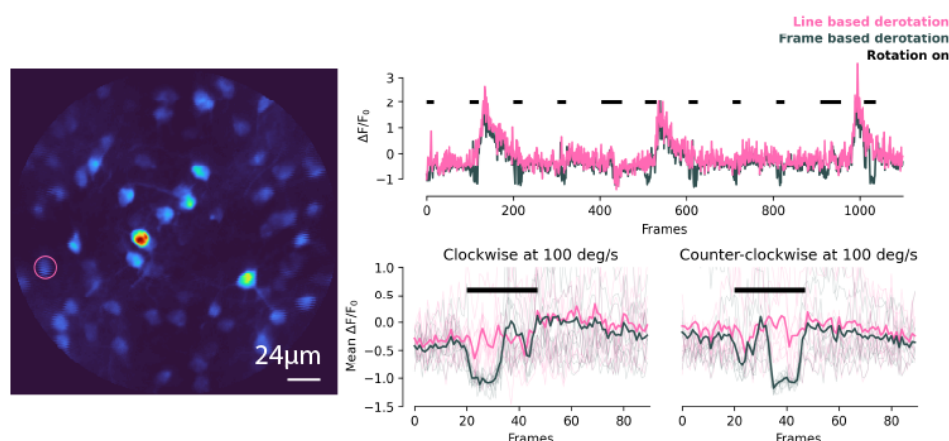 Line based derotation
Frame based derotation
Rotation on
24μm
ΔF/F₀
3
2
1
0
−1
0 200 400 600 800 1000
Frames
Clockwise at 100 deg/s
Counter-clockwise at 100 deg/s
Mean ΔF/F₀
1.0
0.5
0.0
−0.5
−1.0
−1.5
0 20 40 60 80
0 20 40 60 80
Frames
Frames